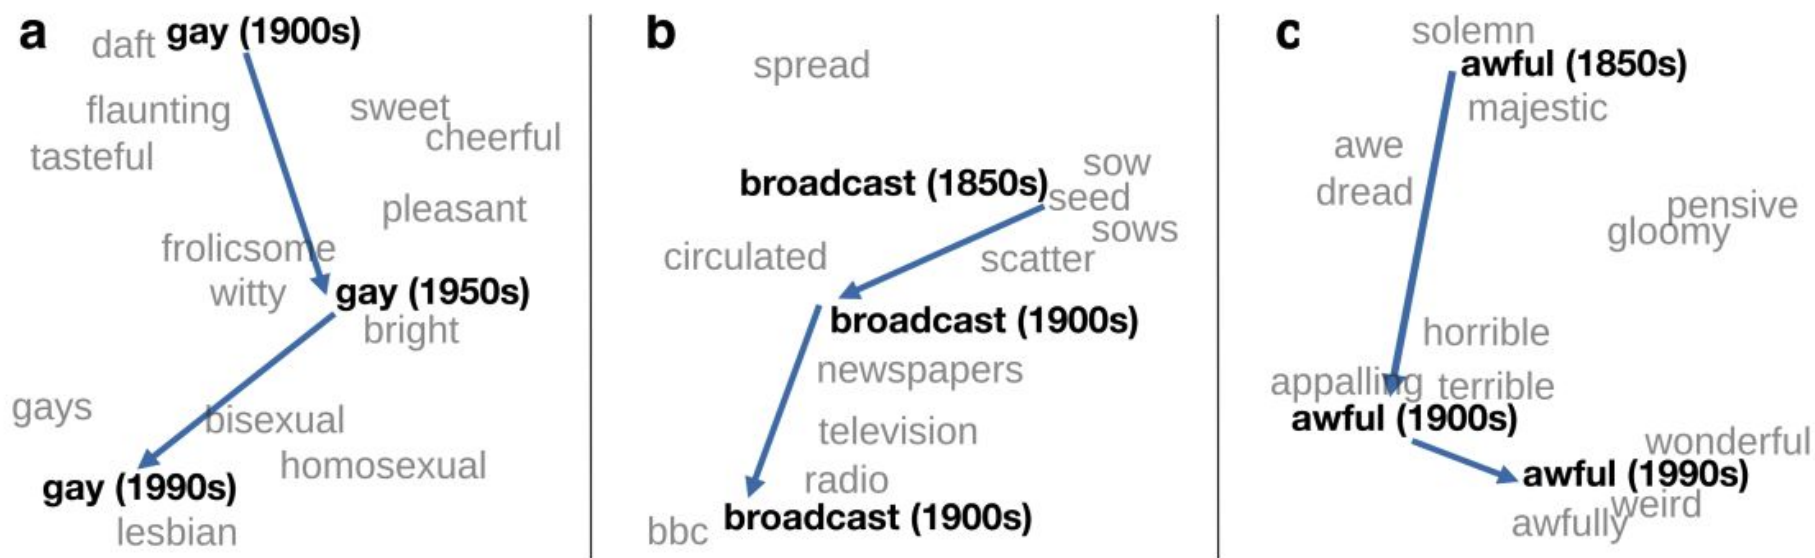 a
daft gay (1900s)
flaunting
sweet
cheerful
tasteful
pleasant
frolicsome
witty
gay (1950s)
bright
gays
bisexual
homosexual
gay (1990s)
lesbian
b
spread
sow
broadcast (1850s)
seed
sows
circulated
scatter
broadcast (1900s)
newspapers
television
radio
bbc broadcast (1900s)
c
solemn
awful (1850s)
majestic
awe
dread
pensive
gloomy
horrible
appalling terrible
awful (1900s)
wonderful
awful (1990s)
weird
awfully